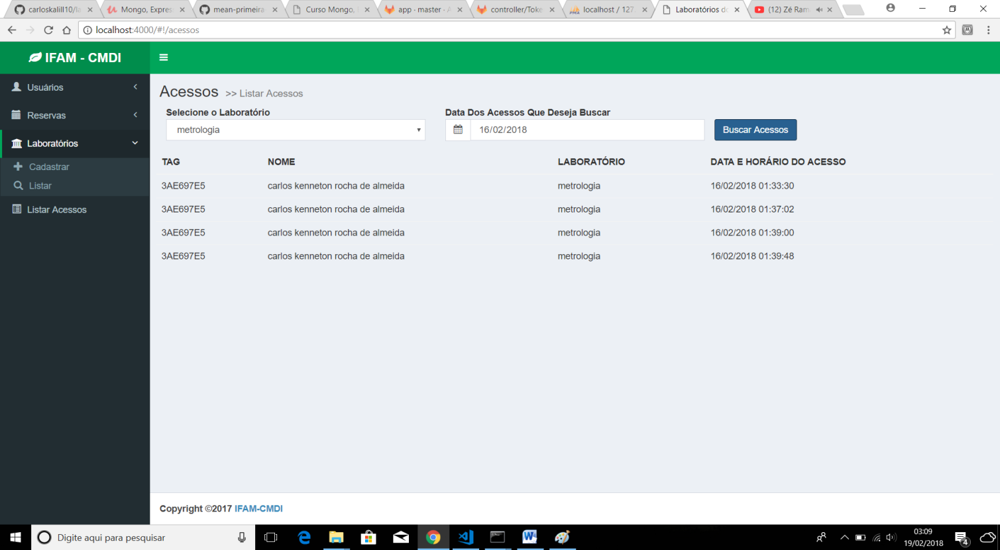 carloskalill10/la
Mongo, Expres
mean-primeira
Curso Mongo,
app · master · A
controller/Toke
localhost / 127.
Laboratórios do
(12) Zé Ram
localhost:4000/#!/acessos
IFAM - CMDI
Usuários
Reservas
Laboratórios
Cadastrar
Listar
Listar Acessos
Acessos >> Listar Acessos
Selecione o Laboratório Data Dos Acessos Que Deseja Buscar
metrologia 16/02/2018 Buscar Acessos
TAG NOME LABORATÓRIO DATA E HORÁRIO DO ACESSO
3AE697E5 carlos kenneton rocha de almeida metrologia 16/02/2018 01:33:30
3AE697E5 carlos kenneton rocha de almeida metrologia 16/02/2018 01:37:02
3AE697E5 carlos kenneton rocha de almeida metrologia 16/02/2018 01:39:00
3AE697E5 carlos kenneton rocha de almeida metrologia 16/02/2018 01:39:48
Copyright ©2017 IFAM-CMDI
Digite aqui para pesquisar
03:09
19/02/2018
4